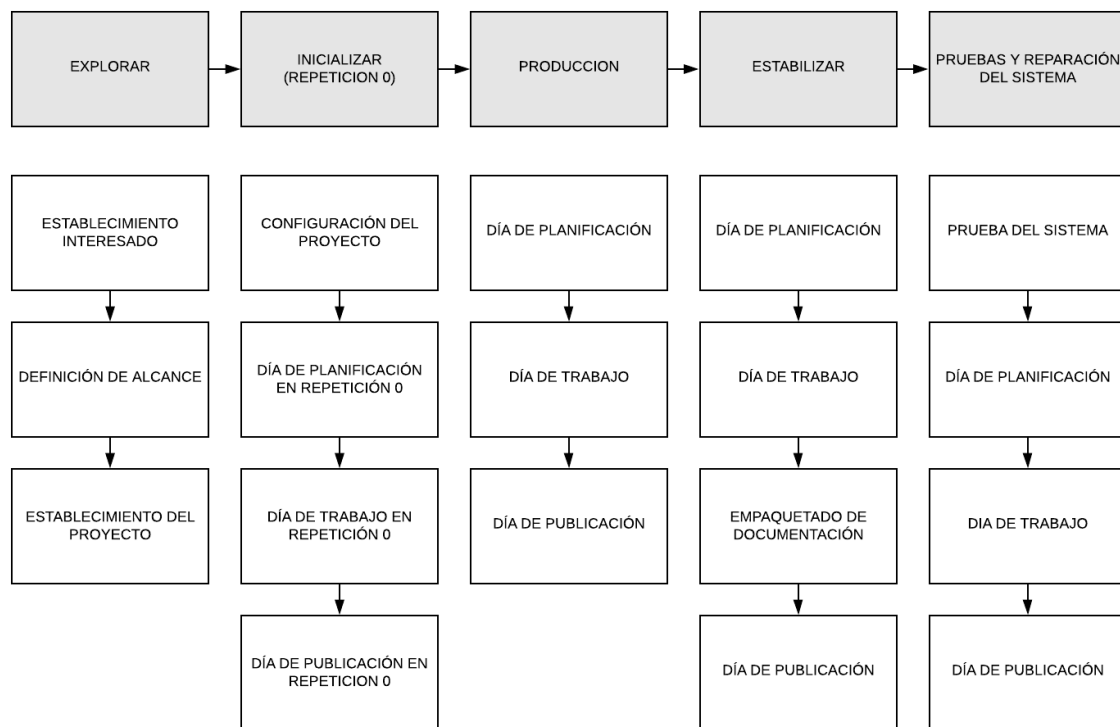 EXPLORAR
INICIALIZAR
(REPETICION 0)
PRODUCCION
ESTABILIZAR
PRUEBAS Y REPARACIÓN
DEL SISTEMA
ESTABLECIMIENTO
INTERESADO
DEFINICIÓN DE ALCANCE
ESTABLECIMIENTO DEL
PROYECTO
CONFIGURACIÓN DEL
PROYECTO
DÍA DE PLANIFICACIÓN
EN REPETICIÓN 0
DÍA DE TRABAJO EN
REPETICIÓN 0
DÍA DE PUBLICACIÓN EN
REPETICION 0
DÍA DE PLANIFICACIÓN
DÍA DE TRABAJO
DÍA DE PUBLICACIÓN
DÍA DE PLANIFICACIÓN
DÍA DE TRABAJO
EMPAQUETADO DE
DOCUMENTACIÓN
DÍA DE PUBLICACIÓN
PRUEBA DEL SISTEMA
DÍA DE PLANIFICACIÓN
DIA DE TRABAJO
DÍA DE PUBLICACIÓN